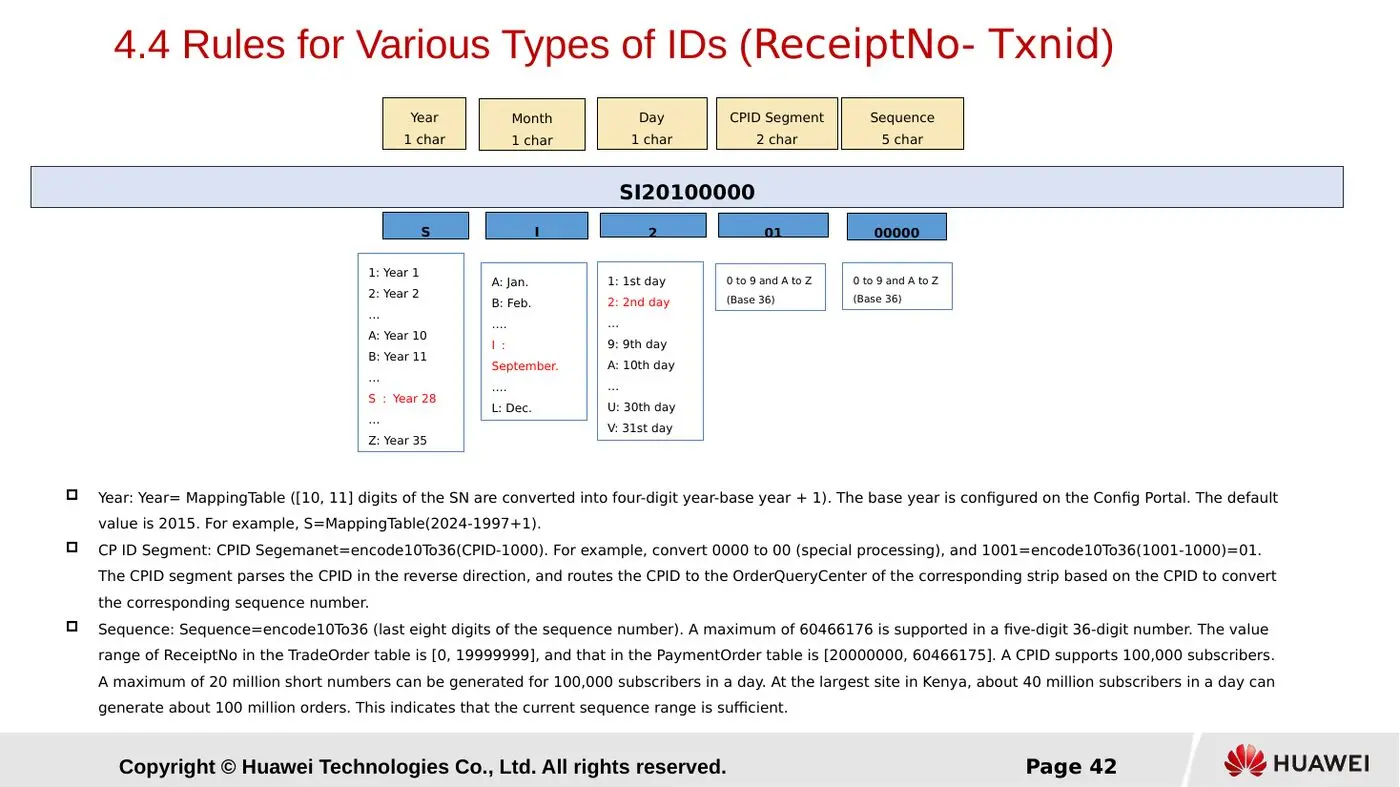 4.4 Rules for Various Types of IDs (ReceiptNo- Txnid)
Year
1 char
Month
1 char
Day
1 char
CPID Segment
2 char
Sequence
5 char
SI20100000
S
I
2
01
00000
1: Year 1
2: Year 2
...
A: Year 10
B: Year 11
...
S : Year 28
...
Z: Year 35
A: Jan.
B: Feb.
....
I :
September.
....
L: Dec.
1: 1st day
2: 2nd day
...
9: 9th day
A: 10th day
...
U: 30th day
V: 31st day
0 to 9 and A to Z
(Base 36)
0 to 9 and A to Z
(Base 36)
Year: Year= MappingTable ([10, 11] digits of the SN are converted into four-digit year-base year + 1). The base year is configured on the Config Portal. The default
value is 2015. For example, S=MappingTable(2024-1997+1).
CP ID Segment: CPID Segemanet=encode10To36(CPID-1000). For example, convert 0000 to 00 (special processing), and 1001=encode10To36(1001-1000)=01.
The CPID segment parses the CPID in the reverse direction, and routes the CPID to the OrderQueryCenter of the corresponding strip based on the CPID to convert
the corresponding sequence number.
Sequence: Sequence=encode10To36 (last eight digits of the sequence number). A maximum of 60466176 is supported in a five-digit 36-digit number. The value
range of ReceiptNo in the TradeOrder table is [0, 19999999], and that in the PaymentOrder table is [20000000, 60466175]. A CPID supports 100,000 subscribers.
A maximum of 20 million short numbers can be generated for 100,000 subscribers in a day. At the largest site in Kenya, about 40 million subscribers in a day can
generate about 100 million orders. This indicates that the current sequence range is sufficient.
Copyright © Huawei Technologies Co., Ltd. All rights reserved.
Page 42
HUAWEI